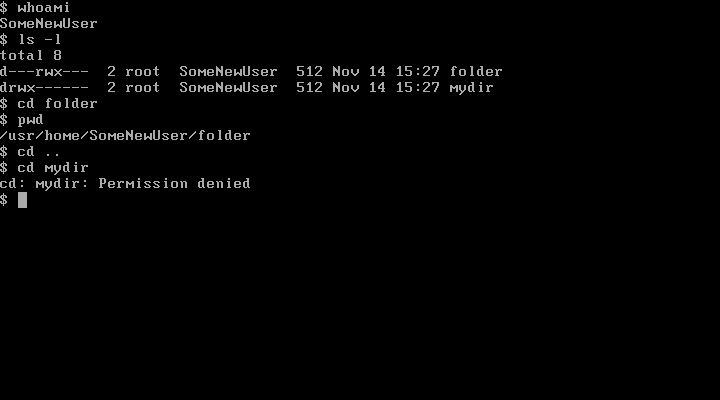 $ whoami
SomeNewUser
$ ls -l
total 8
d---rwx---  2 root  SomeNewUser  512 Nov 14 15:27 folder
drwx------  2 root  SomeNewUser  512 Nov 14 15:27 mydir
$ cd folder
$ pwd
/usr/home/SomeNewUser/folder
$ cd ..
$ cd mydir
cd: mydir: Permission denied
$